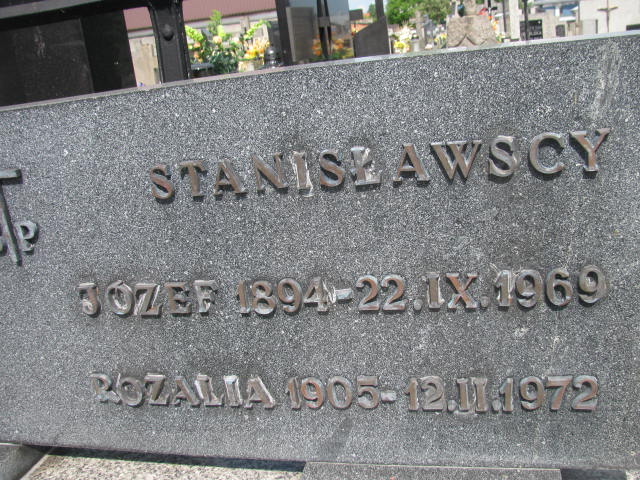 STANISŁAWSCY
JÓZEF 1894-22.IX.1969
ROZALIA 1905-12.II.1972